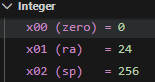 Integer
x00 (zero) = 0
x01 (ra) = 24
x02 (sp) = 256